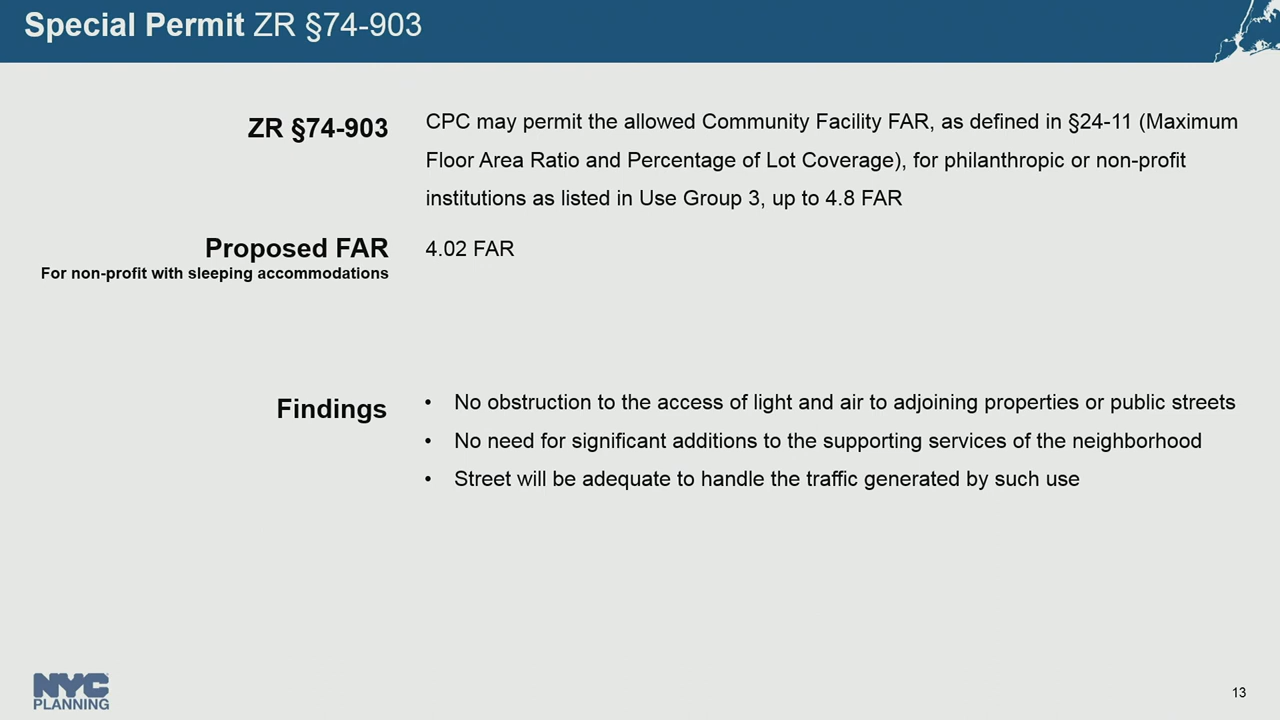 Special Permit ZR §74-903
ZR §74-903
CPC may permit the allowed Community Facility FAR, as defined in §24-11 (Maximum
Floor Area Ratio and Percentage of Lot Coverage), for philanthropic or non-profit
institutions as listed in Use Group 3, up to 4.8 FAR
Proposed FAR
For non-profit with sleeping accommodations
4.02 FAR
Findings
• No obstruction to the access of light and air to adjoining properties or public streets
• No need for significant additions to the supporting services of the neighborhood
• Street will be adequate to handle the traffic generated by such use
NYC
PLANNING
13